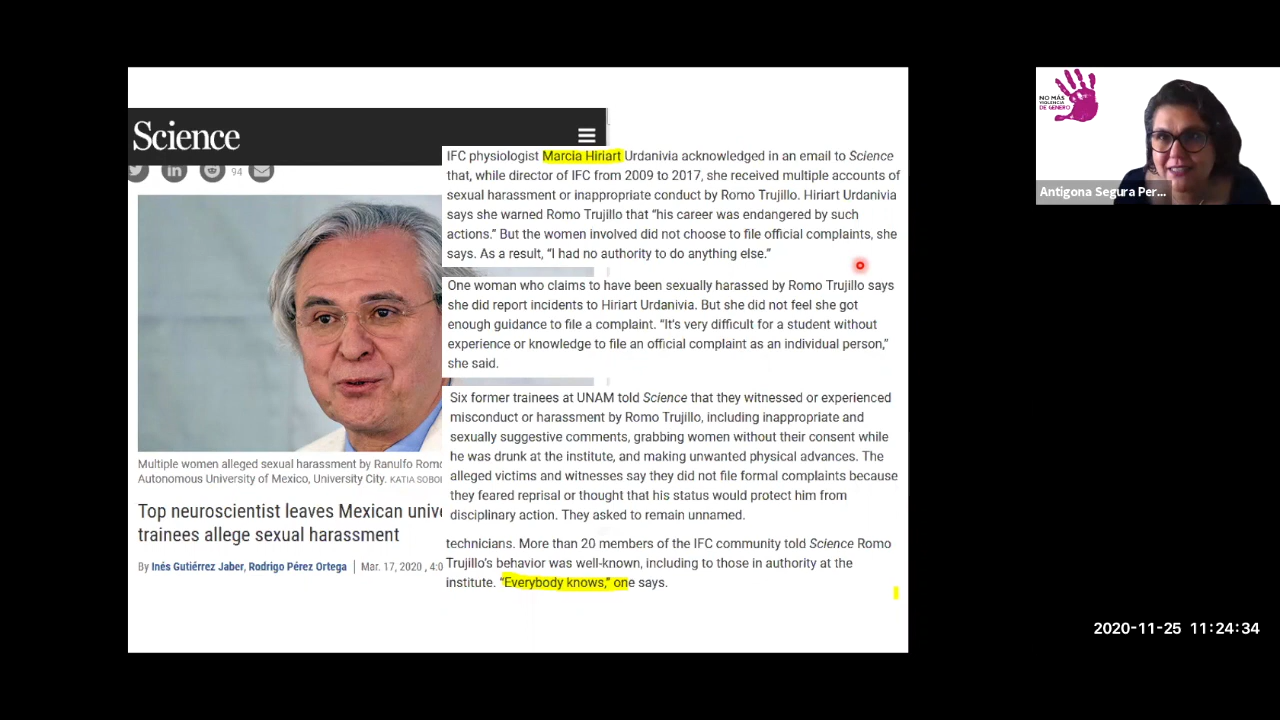 Science
94
Multiple women alleged sexual harassment by Ranulfo Romo
Autonomous University of Mexico, University City. KATIA SOBOL
Top neuroscientist leaves Mexican unive
trainees allege sexual harassment
By Inés Gutiérrez Jaber, Rodrigo Pérez Ortega Mar. 17, 2020 , 4:0
IFC physiologist Marcia Hiriart Urdanivia acknowledged in an email to Science
that, while director of IFC from 2009 to 2017, she received multiple accounts of
sexual harassment or inappropriate conduct by Romo Trujillo. Hiriart Urdanivia
says she warned Romo Trujillo that “his career was endangered by such
actions.” But the women involved did not choose to file official complaints, she
says. As a result, “I had no authority to do anything else.”
One woman who claims to have been sexually harassed by Romo Trujillo says
she did report incidents to Hiriart Urdanivia. But she did not feel she got
enough guidance to file a complaint. “It's very difficult for a student without
experience or knowledge to file an official complaint as an individual person,”
she said.
Six former trainees at UNAM told Science that they witnessed or experienced
misconduct or harassment by Romo Trujillo, including inappropriate and
sexually suggestive comments, grabbing women without their consent while
he was drunk at the institute, and making unwanted physical advances. The
alleged victims and witnesses say they did not file formal complaints because
they feared reprisal or thought that his status would protect him from
disciplinary action. They asked to remain unnamed.
technicians. More than 20 members of the IFC community told Science Romo
Trujillo’s behavior was well-known, including to those in authority at the
institute. “Everybody knows,” one says.
NO MÁS
VIOLENCIA
DE GÉNERO
Antigona Segura Per...
2020-11-25 11:24:34